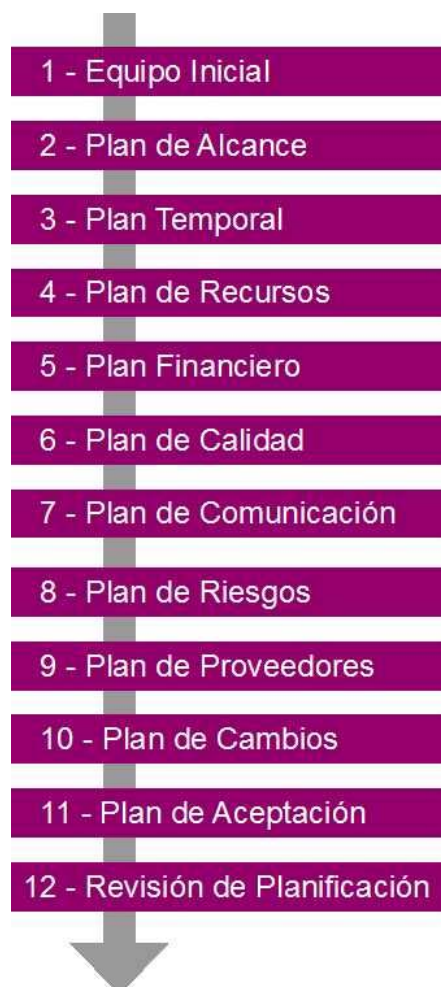 1 - Equipo Inicial
2 - Plan de Alcance
3 - Plan Temporal
4 - Plan de Recursos
5 - Plan Financiero
6 - Plan de Calidad
7 - Plan de Comunicación
8 - Plan de Riesgos
9 - Plan de Proveedores
10 - Plan de Cambios
11 - Plan de Aceptación
12 - Revisión de Planificación